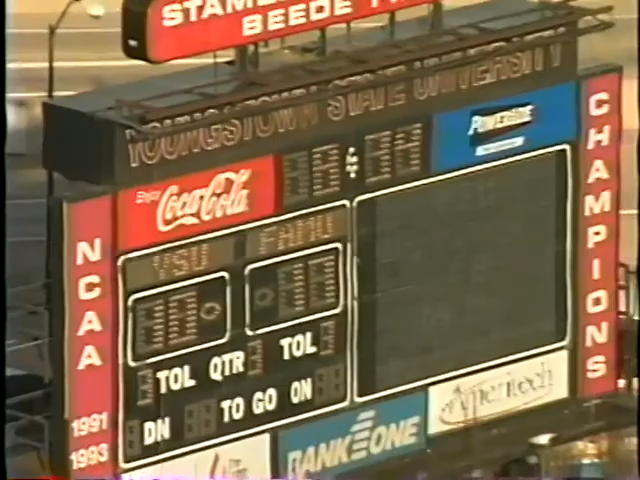 BEEDE
YOUNGSTOWN STATE UNIVERSITY
Enjoy
Coca-Cola
POWERADE
YSU
FAMU
TOL QTR TOL
DN TO GO ON
NCAA
1991
1993
CHAMPIONS
BANK ONE
Ameritech